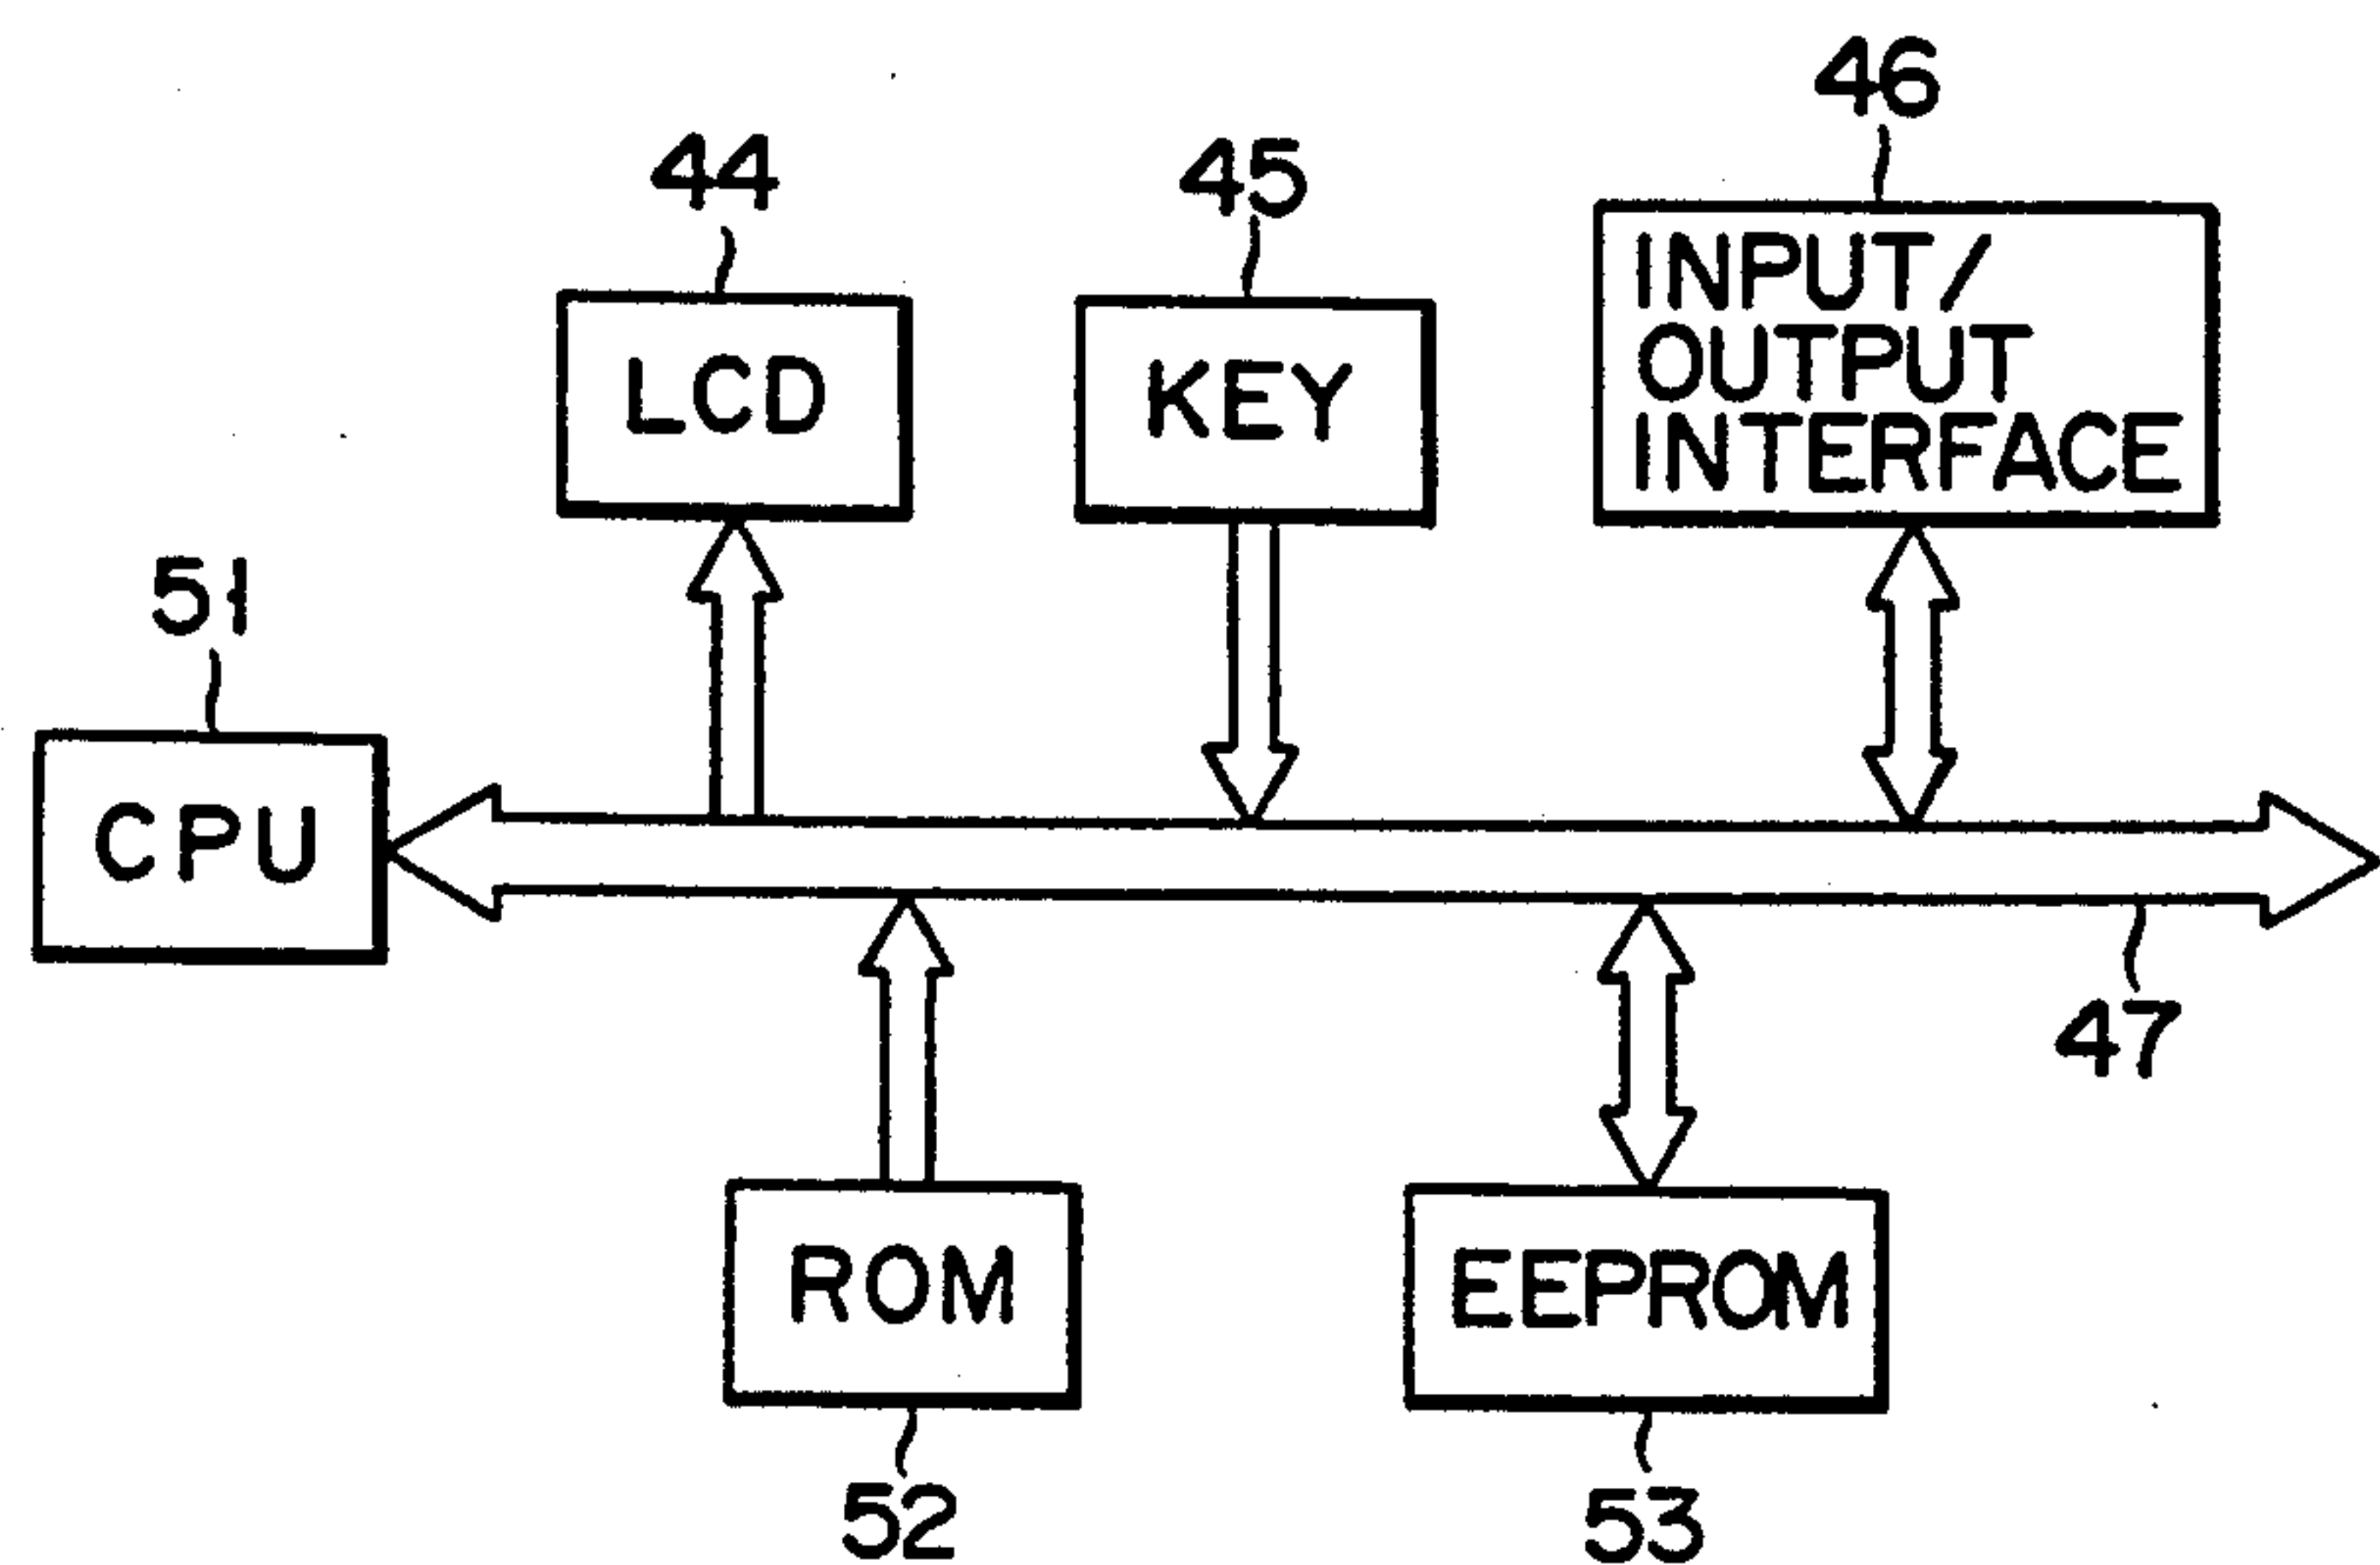 46
44
45
INPUT/
OUTPUT
INTERFACE
LCD
KEY
51
CPU
47
ROM
EEPROM
52
53